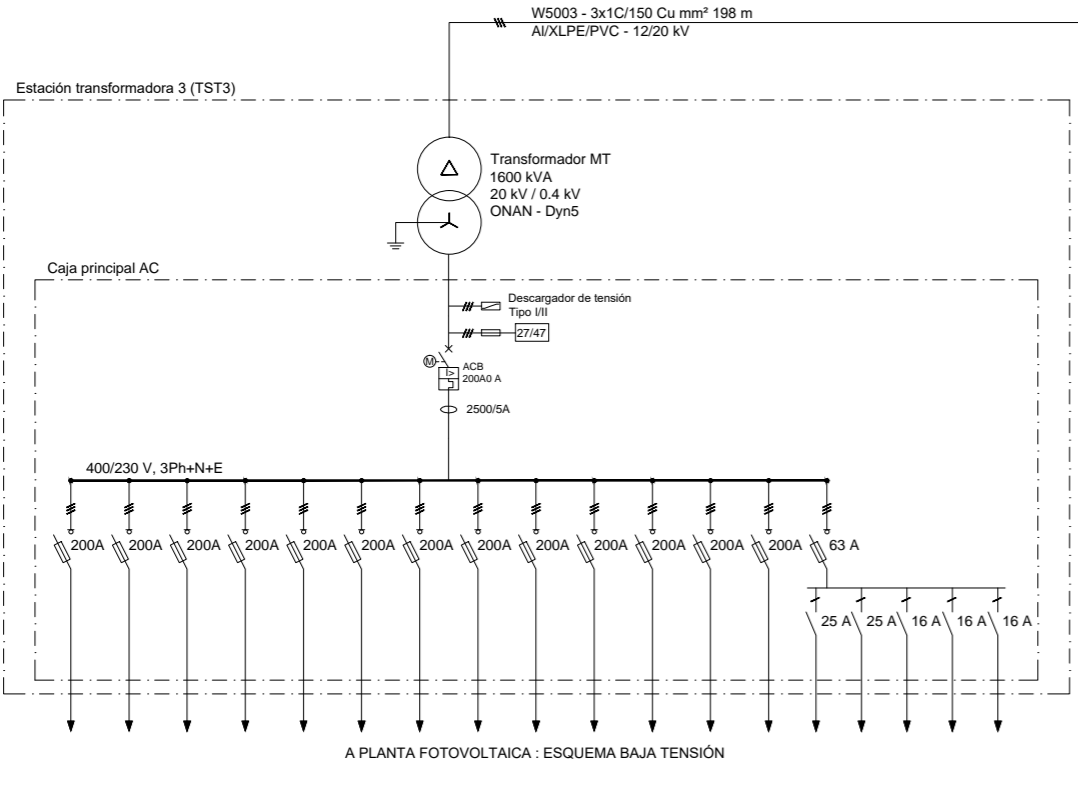 W5003 - 3x1C/150 Cu mm² 198 m
Al/XLPE/PVC - 12/20 kV
Estación transformadora 3 (TST3)
Transformador MT
1600 kVA
20 kV / 0.4 kV
ONAN - Dyn5
Caja principal AC
Descargador de tensión
Tipo I/II
27/47
M
I>
ACB
200A0 A
2500/5A
400/230 V, 3Ph+N+E
200A 200A 200A 200A 200A 200A 200A 200A 200A 200A 200A 200A 200A 63 A
25 A 25 A 16 A 16 A 16 A
A PLANTA FOTOVOLTAICA : ESQUEMA BAJA TENSIÓN